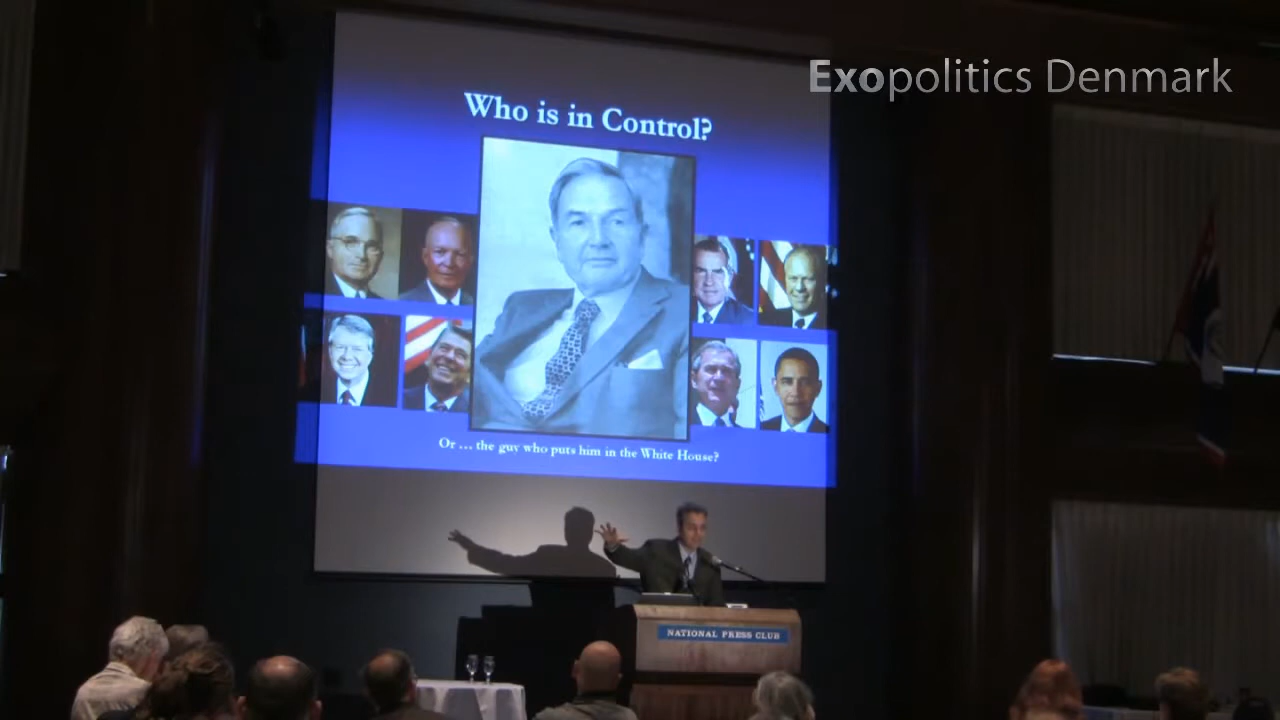 Exopolitics Denmark
Who is in Control?
Or ... the guy who puts him in the White House?
NATIONAL PRESS CLUB